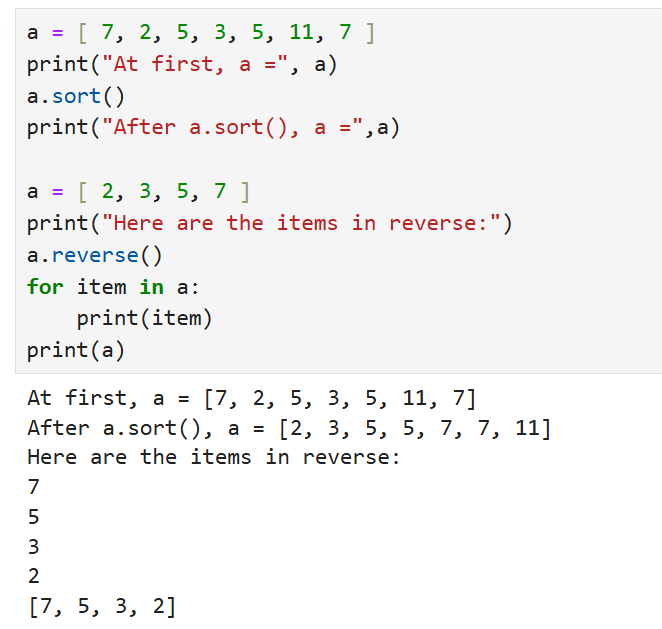 a = [ 7, 2, 5, 3, 5, 11, 7 ]
print("At first, a =", a)
a.sort()
print("After a.sort(), a =",a)

a = [ 2, 3, 5, 7 ]
print("Here are the items in reverse:")
a.reverse()
for item in a:
    print(item)
print(a)
At first, a = [7, 2, 5, 3, 5, 11, 7]
After a.sort(), a = [2, 3, 5, 5, 7, 7, 11]
Here are the items in reverse:
7
5
3
2
[7, 5, 3, 2]